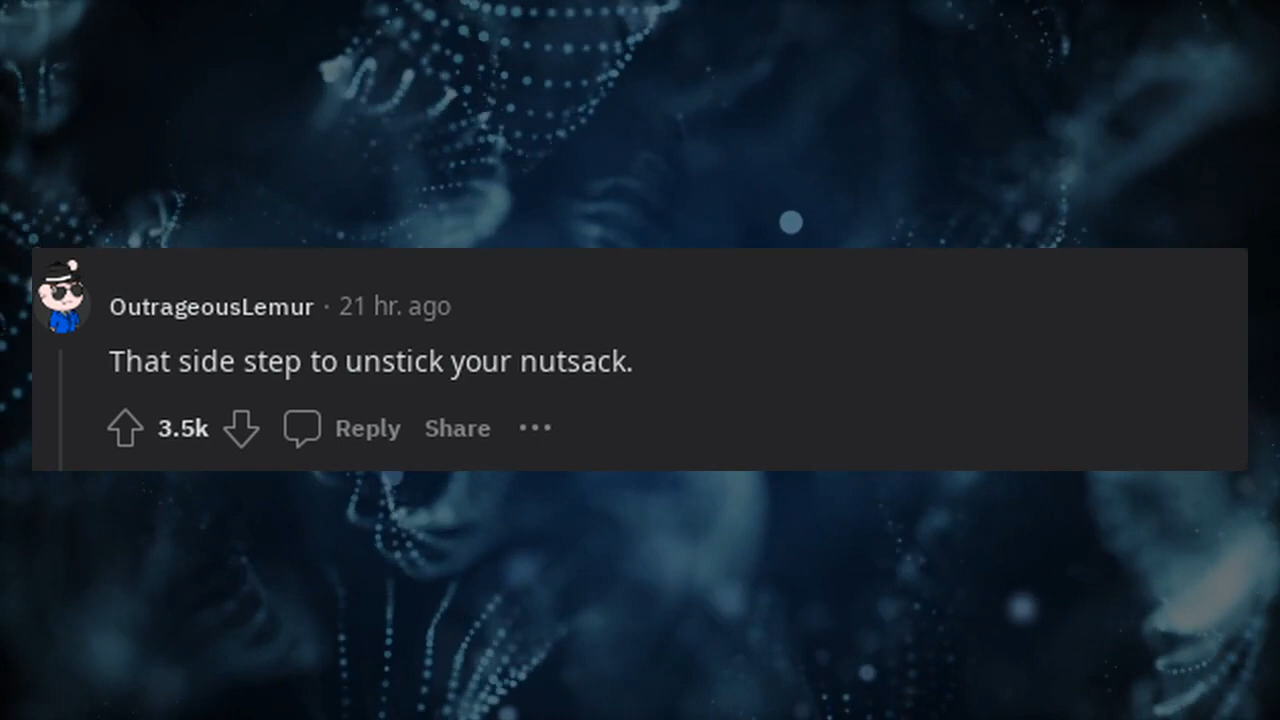 OutrageousLemur · 21 hr. ago
That side step to unstick your nutsack.
3.5k Reply Share ···